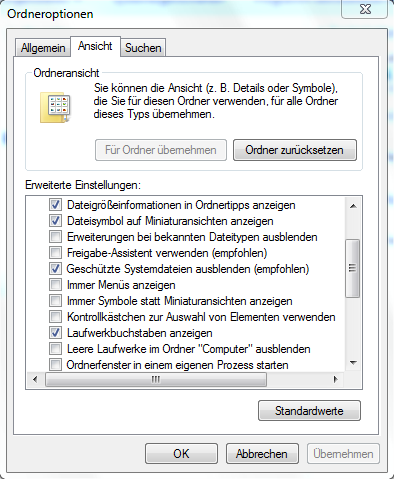 Ordneroptionen
Allgemein
Ansicht
Suchen
Ordneransicht
Sie können die Ansicht (z. B. Details oder Symbole),
die Sie für diesen Ordner verwenden, für alle Ordner
dieses Typs übernehmen.
Für Ordner übernehmen
Ordner zurücksetzen
Erweiterte Einstellungen:
Dateigrößeinformationen in Ordnertipps anzeigen
Dateisymbol auf Miniaturansichten anzeigen
Erweiterungen bei bekannten Dateitypen ausblenden
Freigabe-Assistent verwenden (empfohlen)
Geschützte Systemdateien ausblenden (empfohlen)
Immer Menüs anzeigen
Immer Symbole statt Miniaturansichten anzeigen
Kontrollkästchen zur Auswahl von Elementen verwenden
Laufwerkbuchstaben anzeigen
Leere Laufwerke im Ordner "Computer" ausblenden
Ordnerfenster in einem eigenen Prozess starten
Standardwerte
OK
Abbrechen
Übernehmen